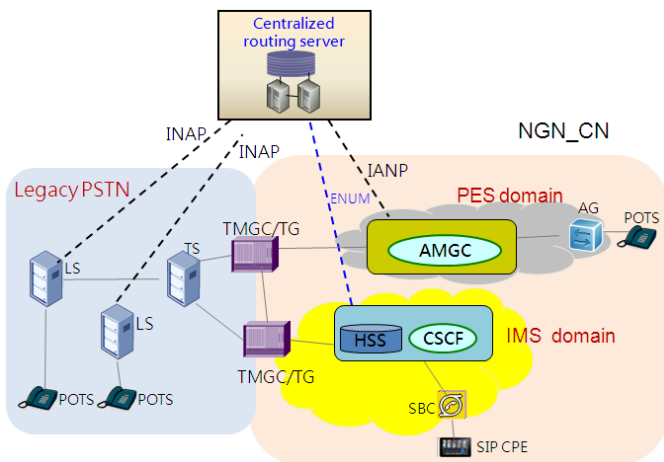 Centralized
routing server
INAP
INAP
NGN_CN
IANP
Legacy PSTN
ENUM
PES domain
AG
POTS
TMGC/TG
AMGC
TS
LS
LS
HSS
CSCF
IMS domain
TMGC/TG
POTS
POTS
SBC
SIP CPE